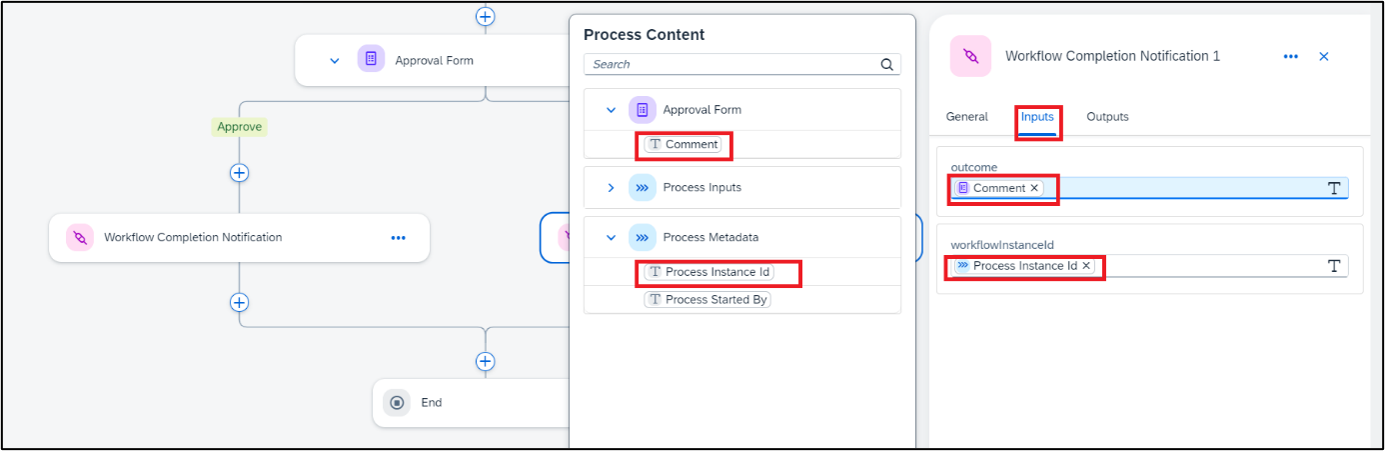 Approval Form
Approve
Workflow Completion Notification
End
Process Content
Search
Approval Form
Comment
Process Inputs
Process Metadata
Process Instance Id
Process Started By
Workflow Completion Notification 1
General Inputs Outputs
outcome
Comment
workflowInstanceId
Process Instance Id